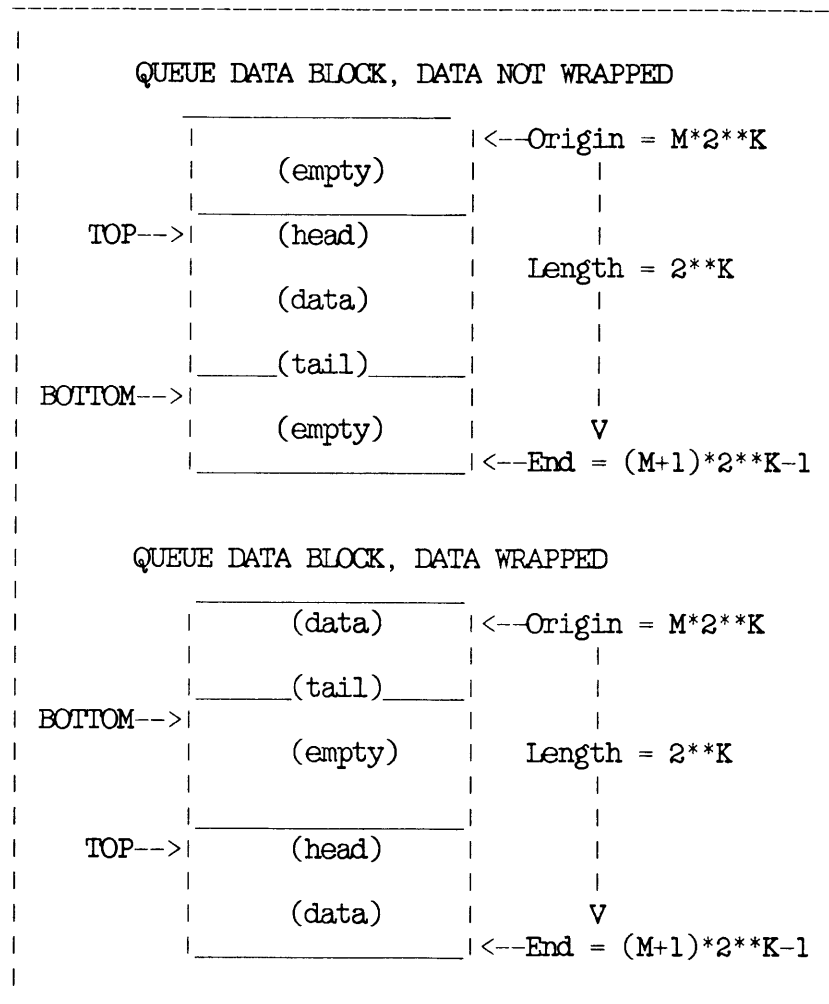 QUEUE DATA BLOCK, DATA NOT WRAPPED
<--Origin = M*2**K
(empty)
TOP-->| (head)
Length = 2**K
(data)
(tail)
BOTTOM-->|
(empty) V
<--End = (M+1)*2**K-1
QUEUE DATA BLOCK, DATA WRAPPED
(data) <--Origin = M*2**K
(tail)
BOTTOM-->|
(empty) Length = 2**K
TOP-->| (head)
(data) V
<--End = (M+1)*2**K-1